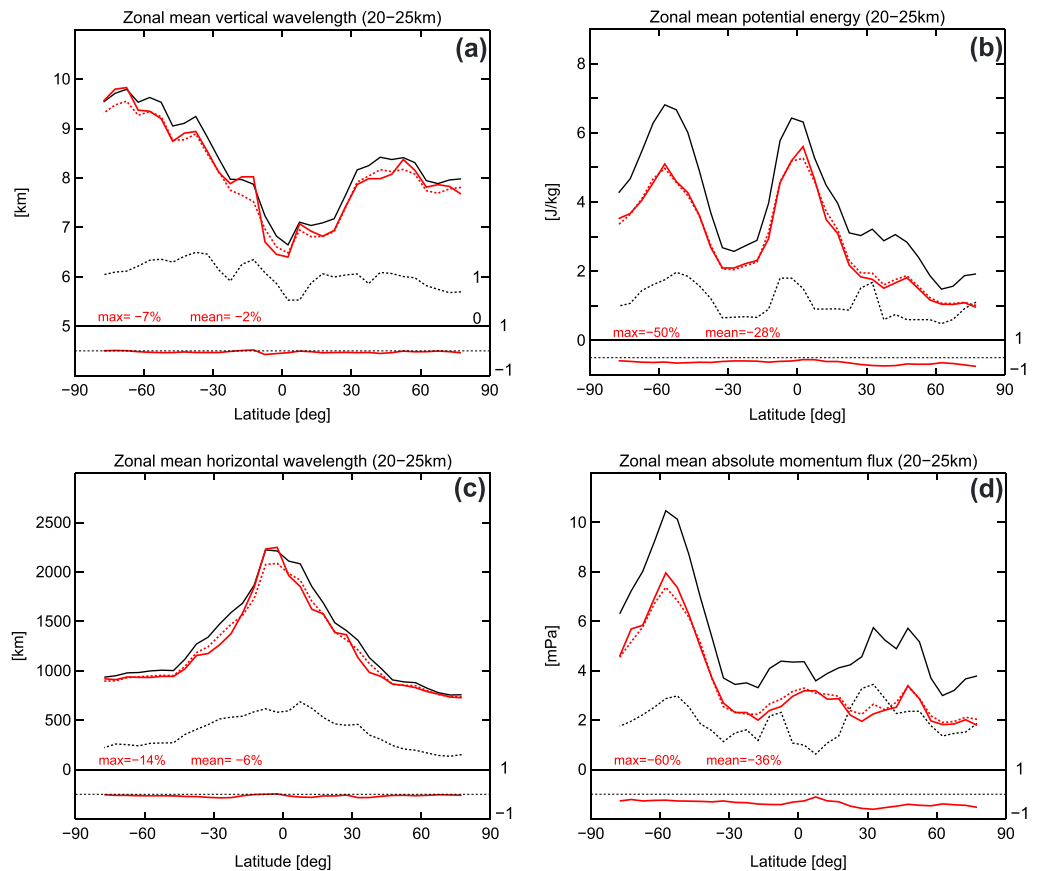 Zonal mean vertical wavelength (20−25km)
(a)
[km]
10
9
8
7
6
5
1
0
1
−1
max= −7% mean= −2%
−90 −60 −30 0 30 60 90
Latitude [deg]
Zonal mean potential energy (20−25km)
(b)
[J/kg]
8
6
4
2
0
1
−1
max=−50% mean=−28%
−90 −60 −30 0 30 60 90
Latitude [deg]
Zonal mean horizontal wavelength (20−25km)
(c)
[km]
2500
2000
1500
1000
500
0
1
−1
max=−14% mean= −6%
−90 −60 −30 0 30 60 90
Latitude [deg]
Zonal mean absolute momentum flux (20−25km)
(d)
[mPa]
10
8
6
4
2
0
1
−1
max=−60% mean=−36%
−90 −60 −30 0 30 60 90
Latitude [deg]